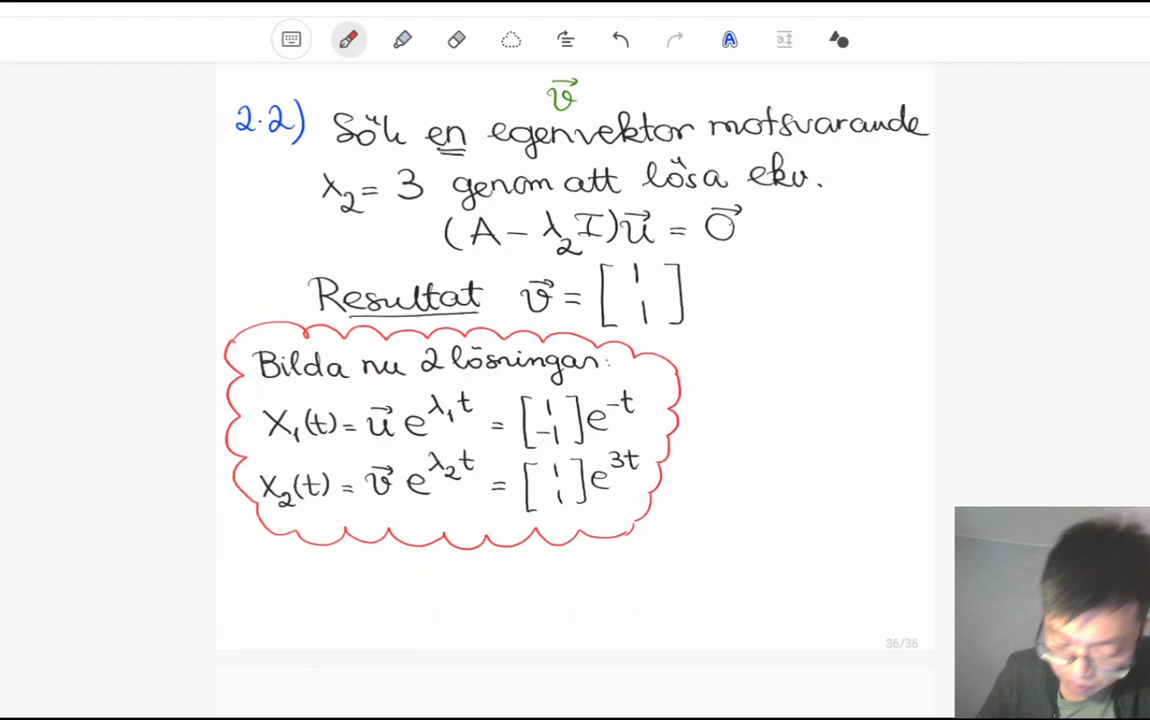 v⃗
2.2) Sök en egenvektor motsvarande
λ₂ = 3 genom att lösa ekv.
(A - λ₂I)u⃗ = 0⃗
Resultat v⃗ = [1 1]
Bilda nu 2 lösningar:
X₁(t) = u⃗ e^λ₁t = [1 -1] e^-t
X₂(t) = v⃗ e^λ₂t = [1 1] e^3t
36/36